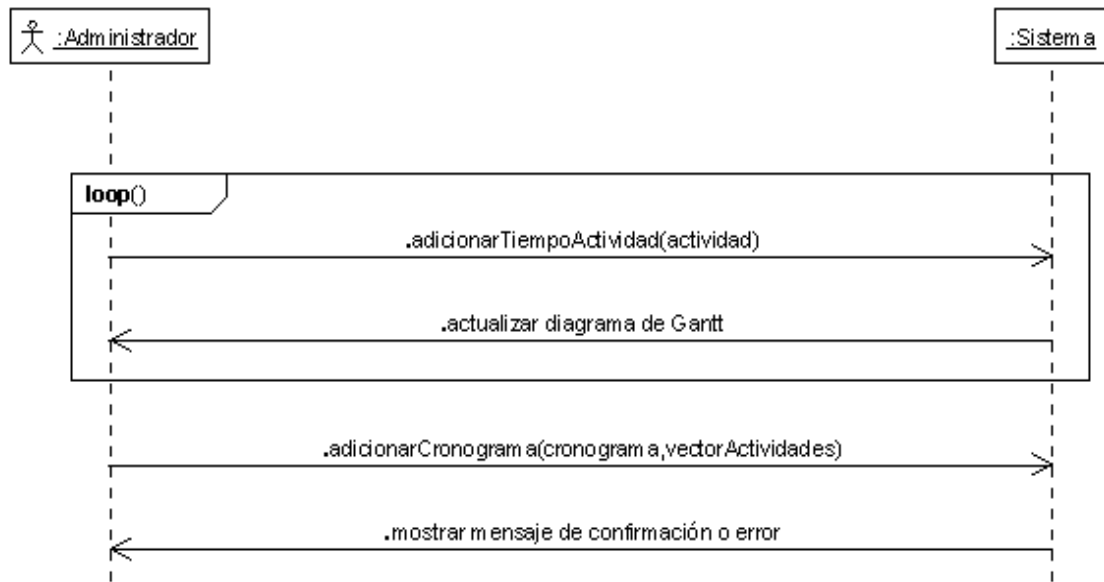 :Administrador
:Sistema
loop()
.adicionarTiempoActividad(actividad)
.actualizar diagrama de Gantt
.adicionarCronograma(cronograma,vectorActividades)
.mostrar mensaje de confirmación o error